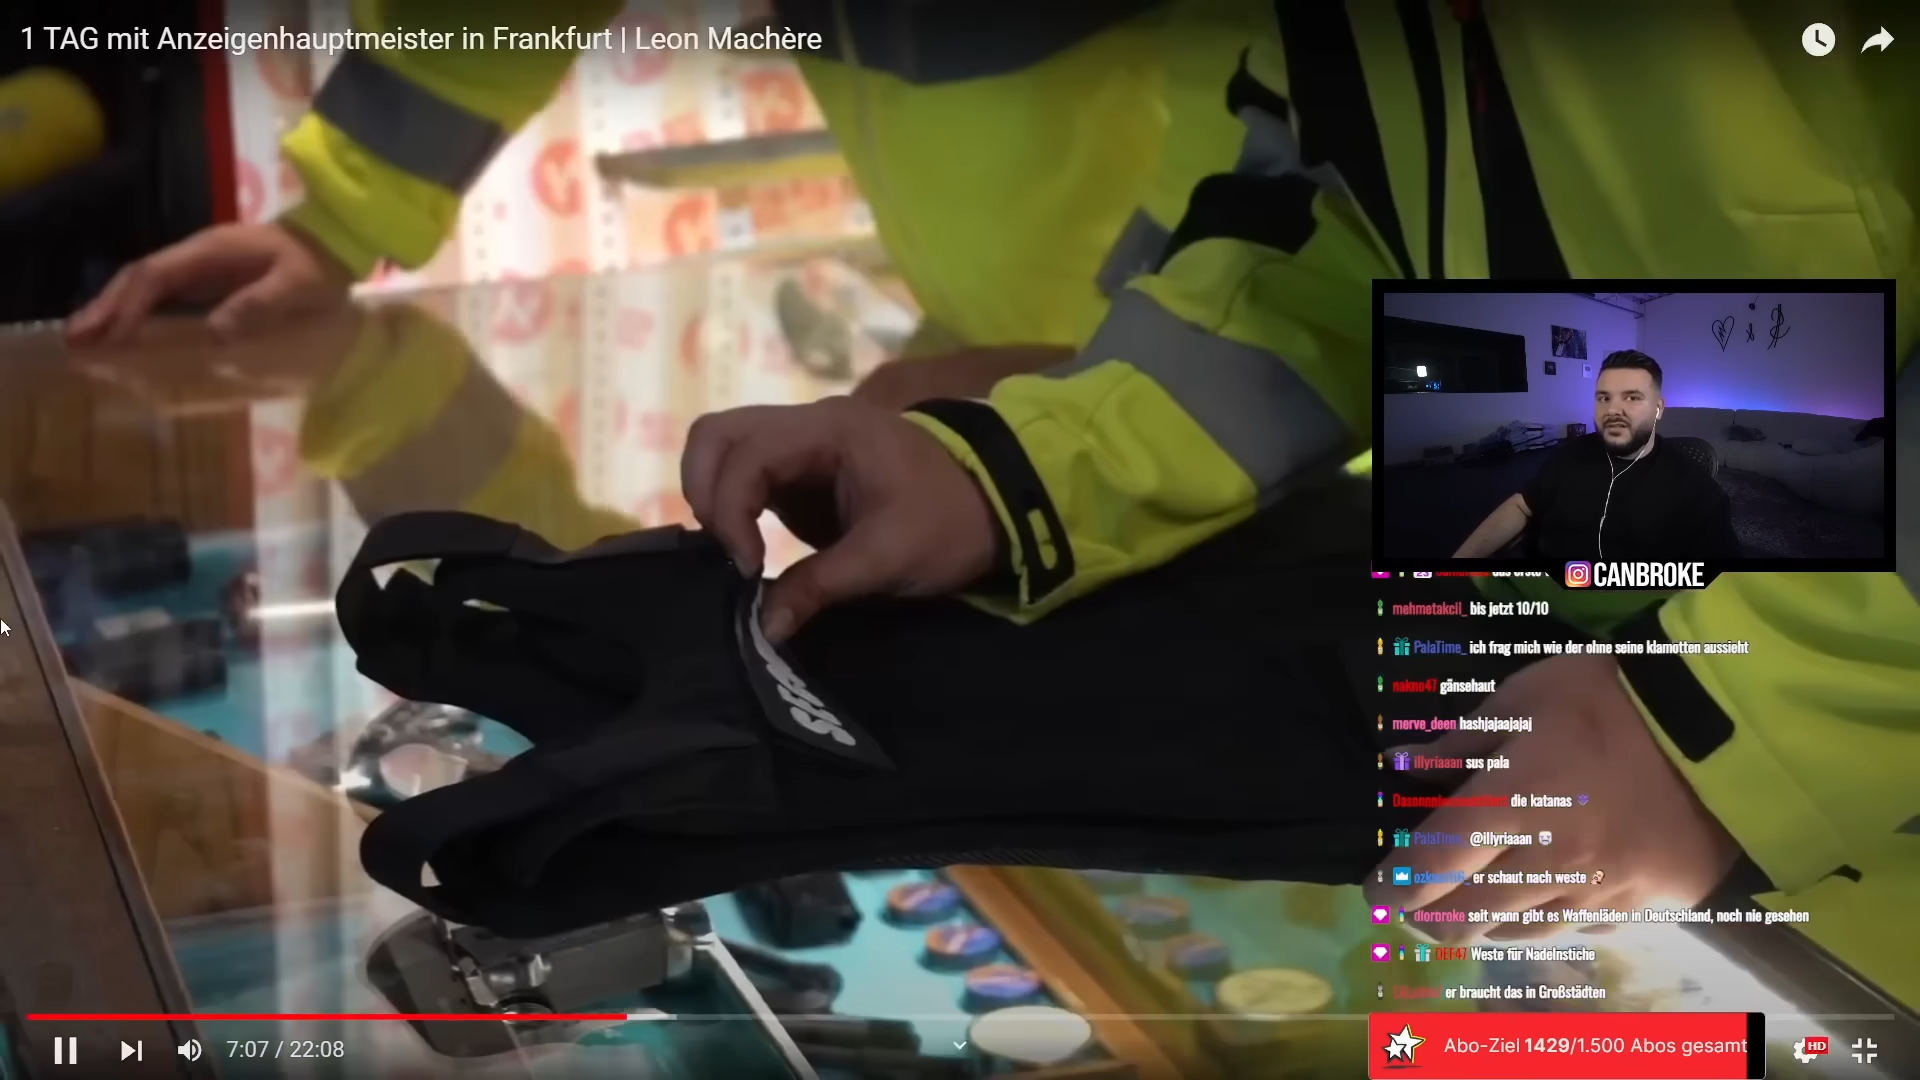 1 TAG mit Anzeigenhauptmeister in Frankfurt | Leon Machère
CANBROKE
mehmetakcil_ bis jetzt 10/10
PalaTime_ ich frag mich wie der ohne seine klamotten aussieht
nakno47 gänsehaut
merve_deen hashjajaajajaj
illyriaaan sus pala
die katanas
PalaTime_ @illyriaaan
er schaut nach weste
diorbroke seit wann gibt es Waffenläden in Deutschland, noch nie gesehen
DEF47 Weste für Nadelnstiche
er braucht das in Großstädten
7:07 / 22:08
Abo-Ziel 1429/1.500 Abos gesamt
HD